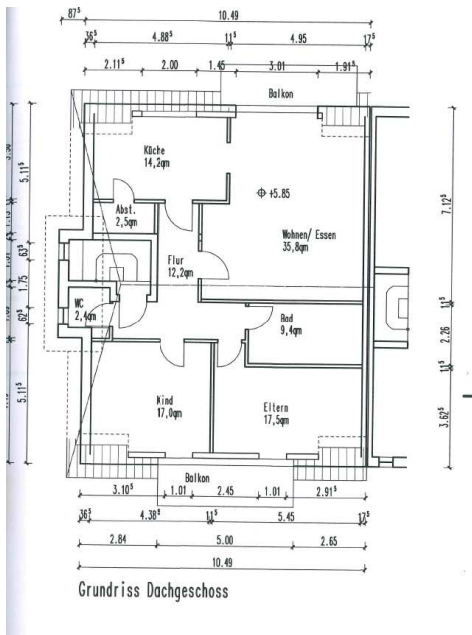 87⁵ 10.49
36⁵ 4.88⁵ 11⁵ 4.95 17⁵
2.11⁵ 2.00 1.45 3.01 1.91⁵
Balkon
Küche
14,2qm
+5.85
Abst.
2,5qm
Wohnen/ Essen
35,8qm
Flur
12,2qm
WC
2,4qm
Bad
9,4qm
Kind
17,0qm
Eltern
17,5qm
Balkon
5.11⁵
63⁵
1.75
62⁵
5.11⁵
7.12⁵
11⁵
2.26
11⁵
3.62⁵
3.10⁵ 1.01 2.45 1.01 2.91⁵
36⁵ 4.38⁵ 11⁵ 5.45 17⁵
2.84 5.00 2.65
10.49
Grundriss Dachgeschoss